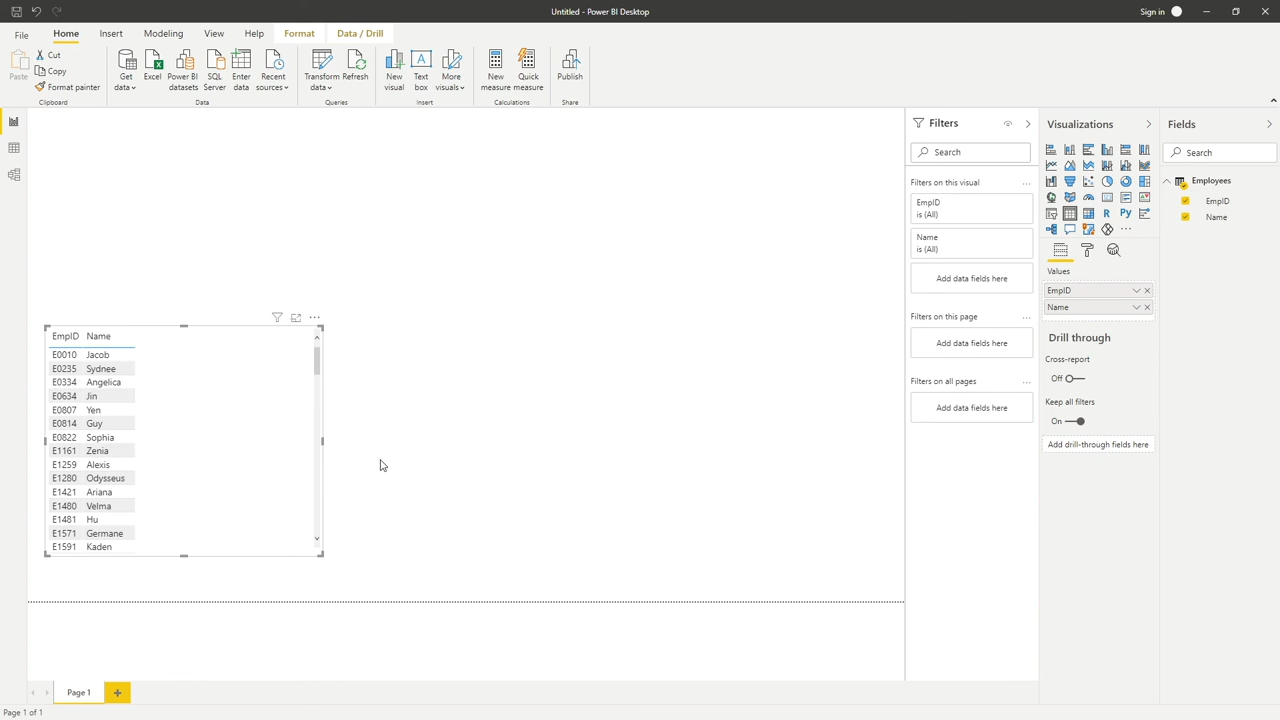 Untitled - Power BI Desktop
Sign in
File
Home
Insert
Modeling
View
Help
Format
Data / Drill
Paste
Cut
Copy
Format painter
Clipboard
Get data
Excel
Power BI datasets
SQL Server
Enter data
Recent sources
Data
Transform data
Refresh
Queries
New visual
A
Text box
More visuals
Insert
New measure
Quick measure
Calculations
Publish
Share
EmpID Name
E0010 Jacob
E0235 Sydnee
E0334 Angelica
E0634 Jin
E0807 Yen
E0814 Guy
E0822 Sophia
E1161 Zenia
E1259 Alexis
E1280 Odysseus
E1421 Ariana
E1480 Velma
E1481 Hu
E1571 Germane
E1591 Kaden
Filters
Search
Filters on this visual
EmpID
is (All)
Name
is (All)
Add data fields here
Filters on this page
Add data fields here
Filters on all pages
Add data fields here
Visualizations
R
Py
Values
EmpID
Name
Drill through
Cross-report
Off
Keep all filters
On
Add drill-through fields here
Fields
Search
Employees
EmpID
Name
Page 1
Page 1 of 1